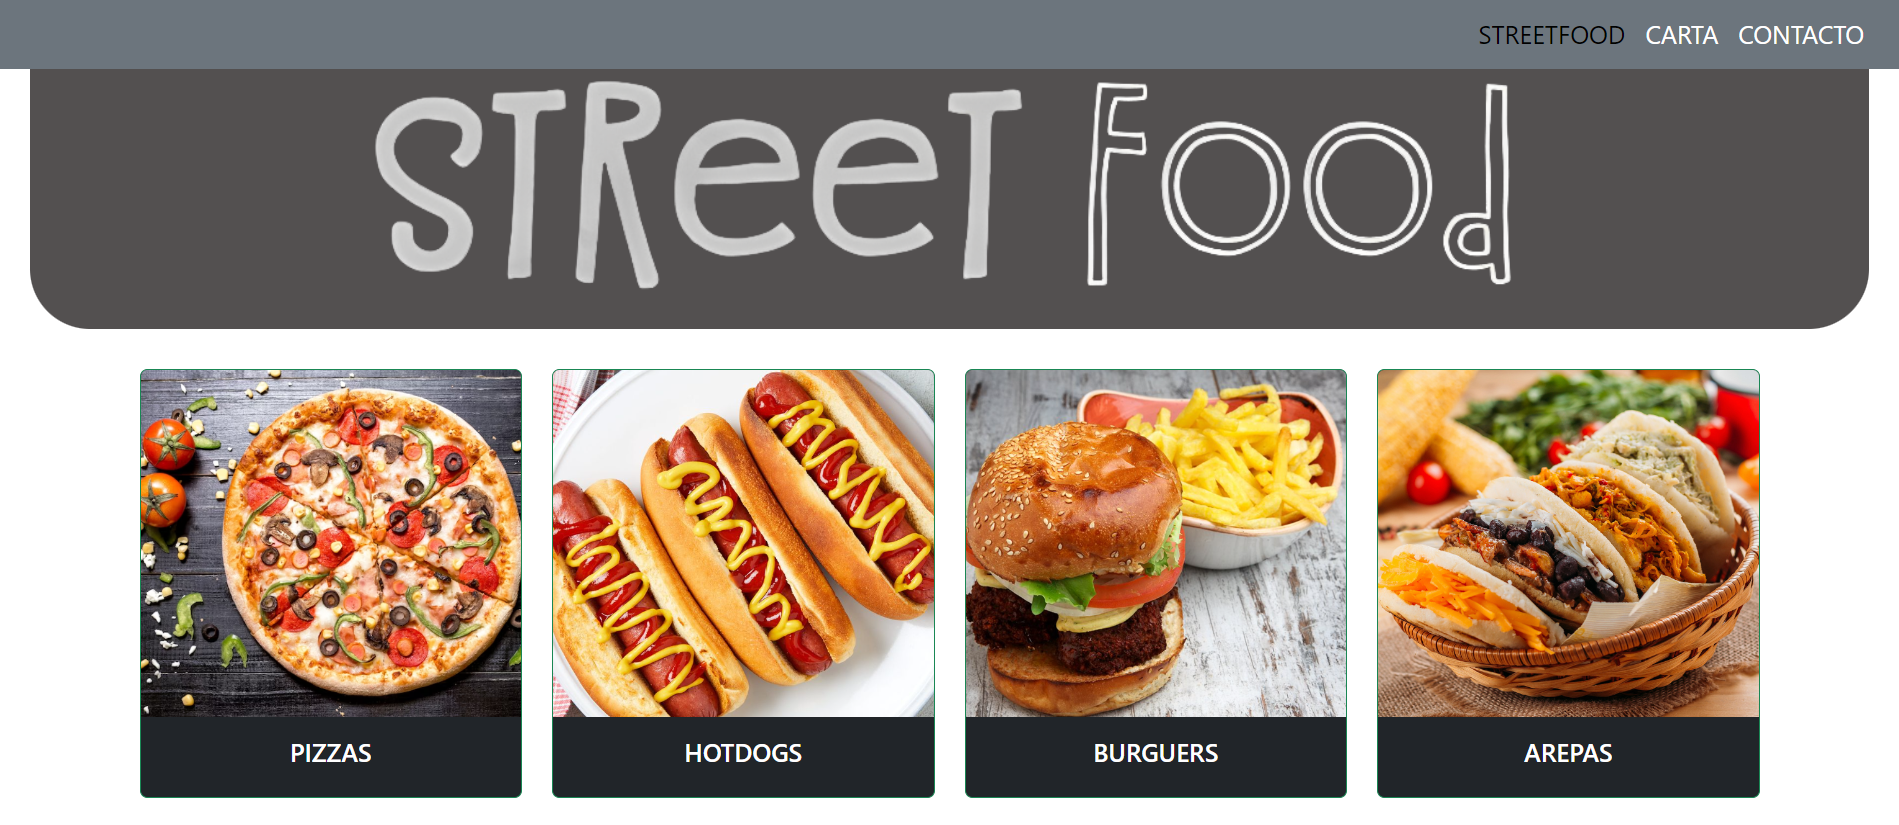 STREETFOOD CARTA CONTACTO
STReeT Food
PIZZAS
HOTDOGS
BURGUERS
AREPAS